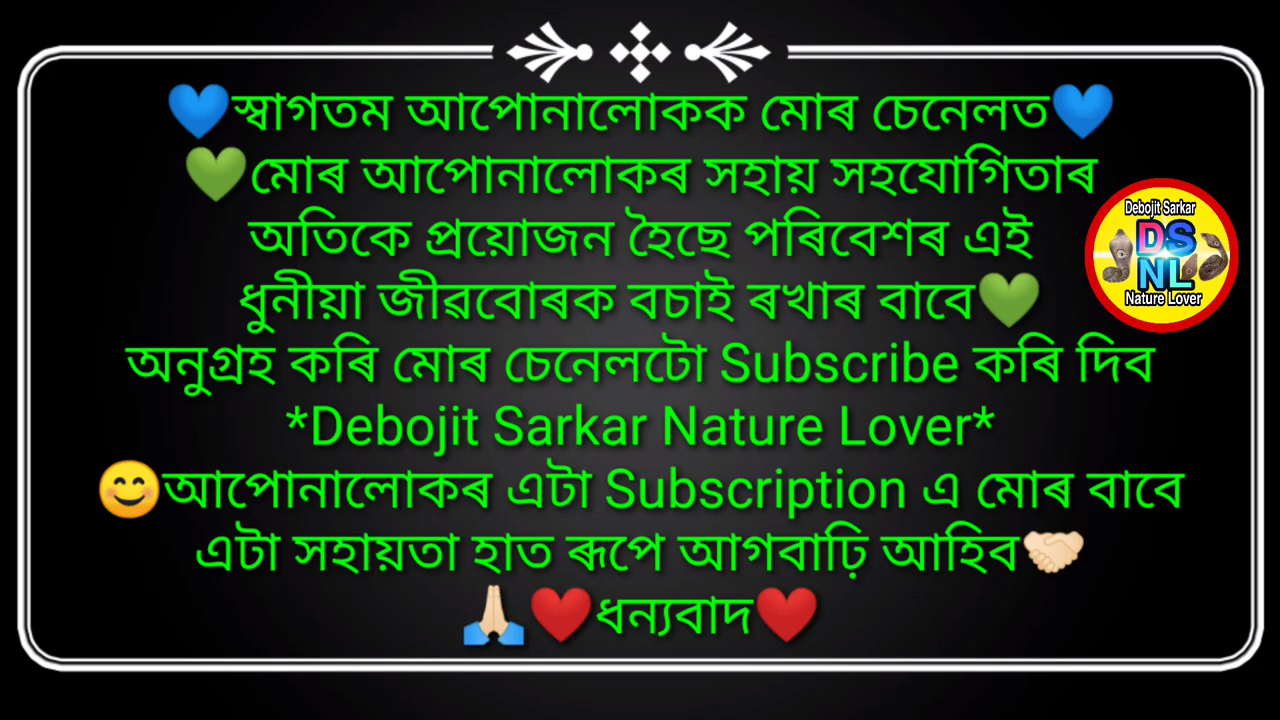 💙স্বাগতম আপোনালোকক মোৰ চেনেলত💙
💚মোৰ আপোনালোকৰ সহায় সহযোগিতাৰ
অতিকে প্ৰয়োজন হৈছে পৰিবেশৰ এই
ধুনীয়া জীৱবোৰক বচাই ৰখাৰ বাবে💚
অনুগ্ৰহ কৰি মোৰ চেনেলটো Subscribe কৰি দিব
*Debojit Sarkar Nature Lover*
😊আপোনালোকৰ এটা Subscription এ মোৰ বাবে
এটা সহায়তা হাত ৰূপে আগবাঢ়ি আহিব🤝🏻
🙏🏻❤️ধন্যবাদ❤️
Debojit Sarkar
DS
NL
Nature Lover